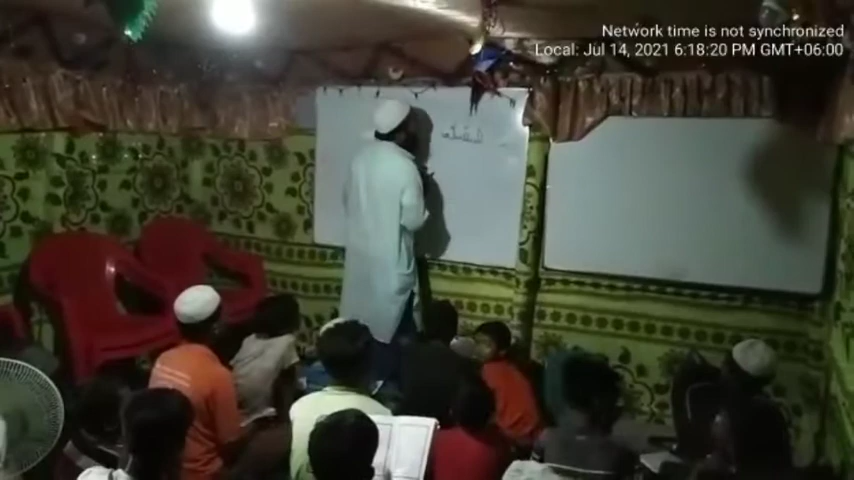 Network time is not synchronized
Local: Jul 14, 2021 6:18:20 PM GMT+06:00